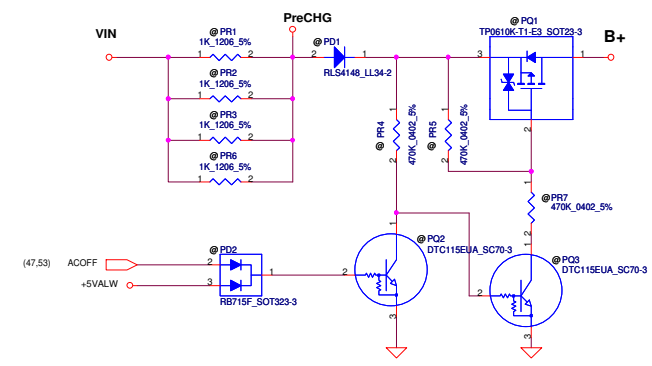 PreCHG
VIN
@ PR1
1K_1206_5%
1 2
@ PD1
2 1
RLS4148_LL34-2
@ PQ1
TP0610K-T1-E3_SOT23-3
3 1
B+
@ PR2
1K_1206_5%
1 2
@ PR3
1K_1206_5%
1 2
@ PR6
1K_1206_5%
1 2
1
@ PR4
470K_0402_5%
2
1
@ PR5
470K_0402_5%
2
2
1
PR7
470K_0402_5%
2
1
@ PQ2
DTC115EUA_SC70-3
2
3
1
@ PQ3
DTC115EUA_SC70-3
2
3
(47,53) ACOFF
+5VALW
@ PD2
2
3
1
RB715F_SOT323-3